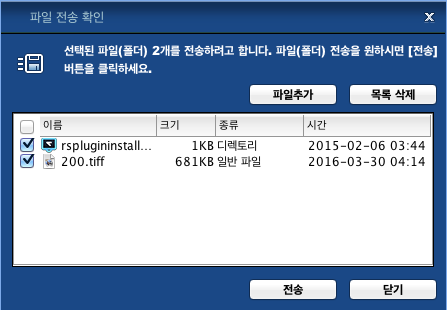 파일 전송 확인
선택된 파일(폴더) 2개를 전송하려고 합니다. 파일(폴더) 전송을 원하시면 [전송]
버튼을 클릭하세요.
파일추가 목록 삭제
이름 크기 종류 시간
rsplugininstall... 1KB 디렉토리 2015-02-06 03:44
200.tiff 681KB 일반 파일 2016-03-30 04:14
전송 닫기